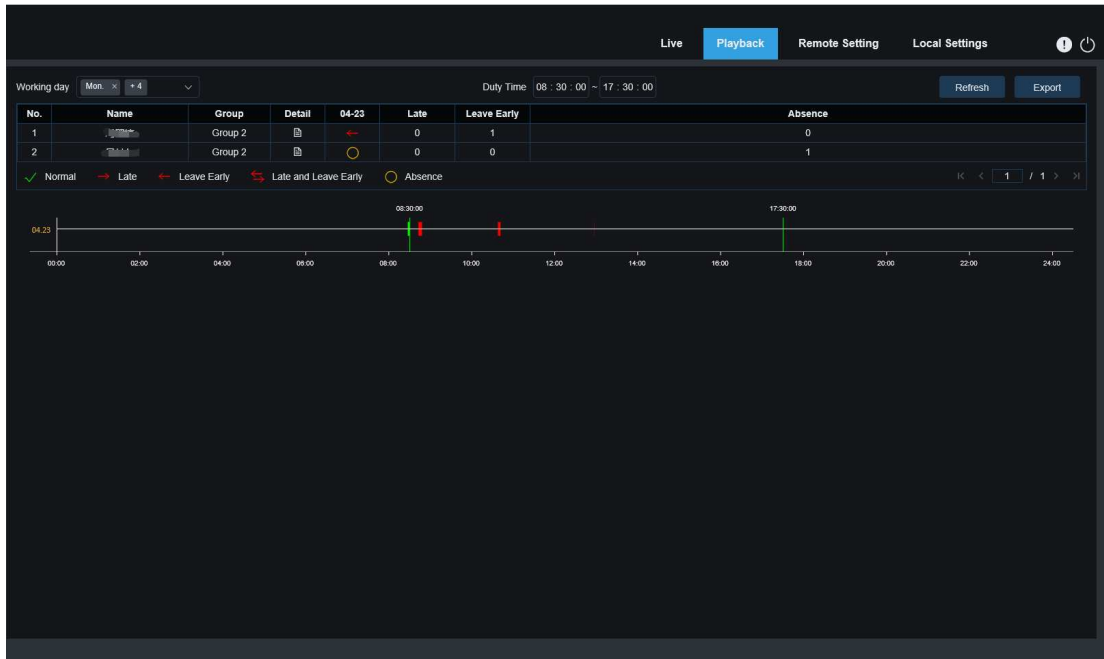 Live Playback Remote Setting Local Settings !
Working day Mon. × + 4 Duty Time 08 : 30 : 00 ~ 17 : 30 : 00 Refresh Export
No. Name Group Detail 04-23 Late Leave Early Absence
1 Group 2 0 1 0
2 Group 2 0 0 1
Normal Late Leave Early Late and Leave Early Absence 1 / 1
08:30:00 17:30:00
04.23
00:00 02:00 04:00 06:00 08:00 10:00 12:00 14:00 16:00 18:00 20:00 22:00 24:00